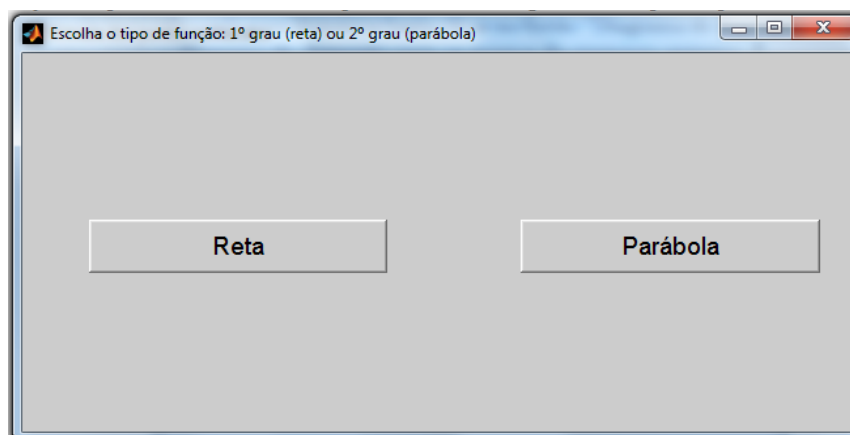 Escolha o tipo de função: 1º grau (reta) ou 2º grau (parábola)
Reta
Parábola